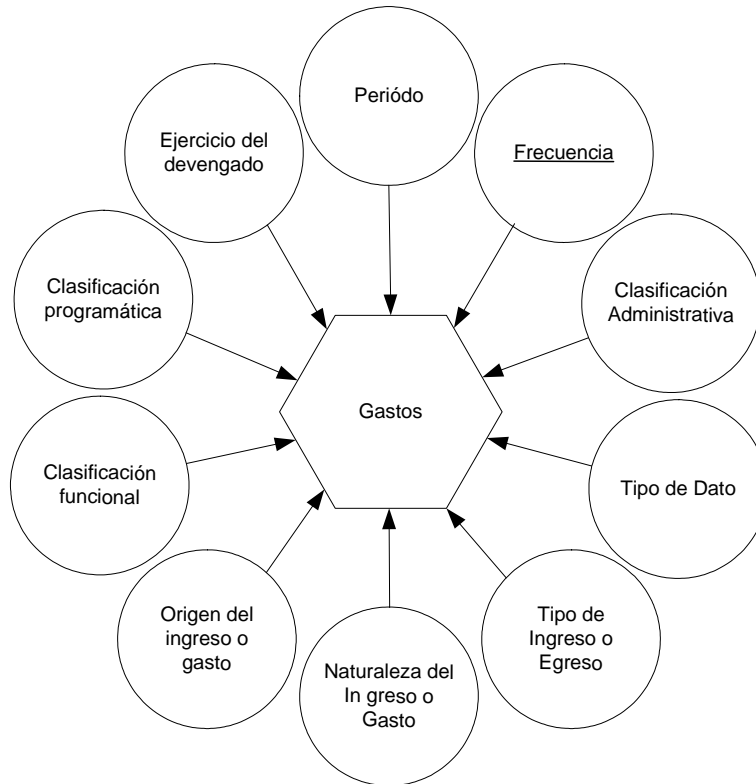 Periódo
Frecuencia
Ejercicio del
devengado
Clasificación
programática
Clasificación
Administrativa
Gastos
Clasificación
funcional
Tipo de Dato
Origen del
ingreso o
gasto
Naturaleza del
In greso o
Gasto
Tipo de
Ingreso o
Egreso